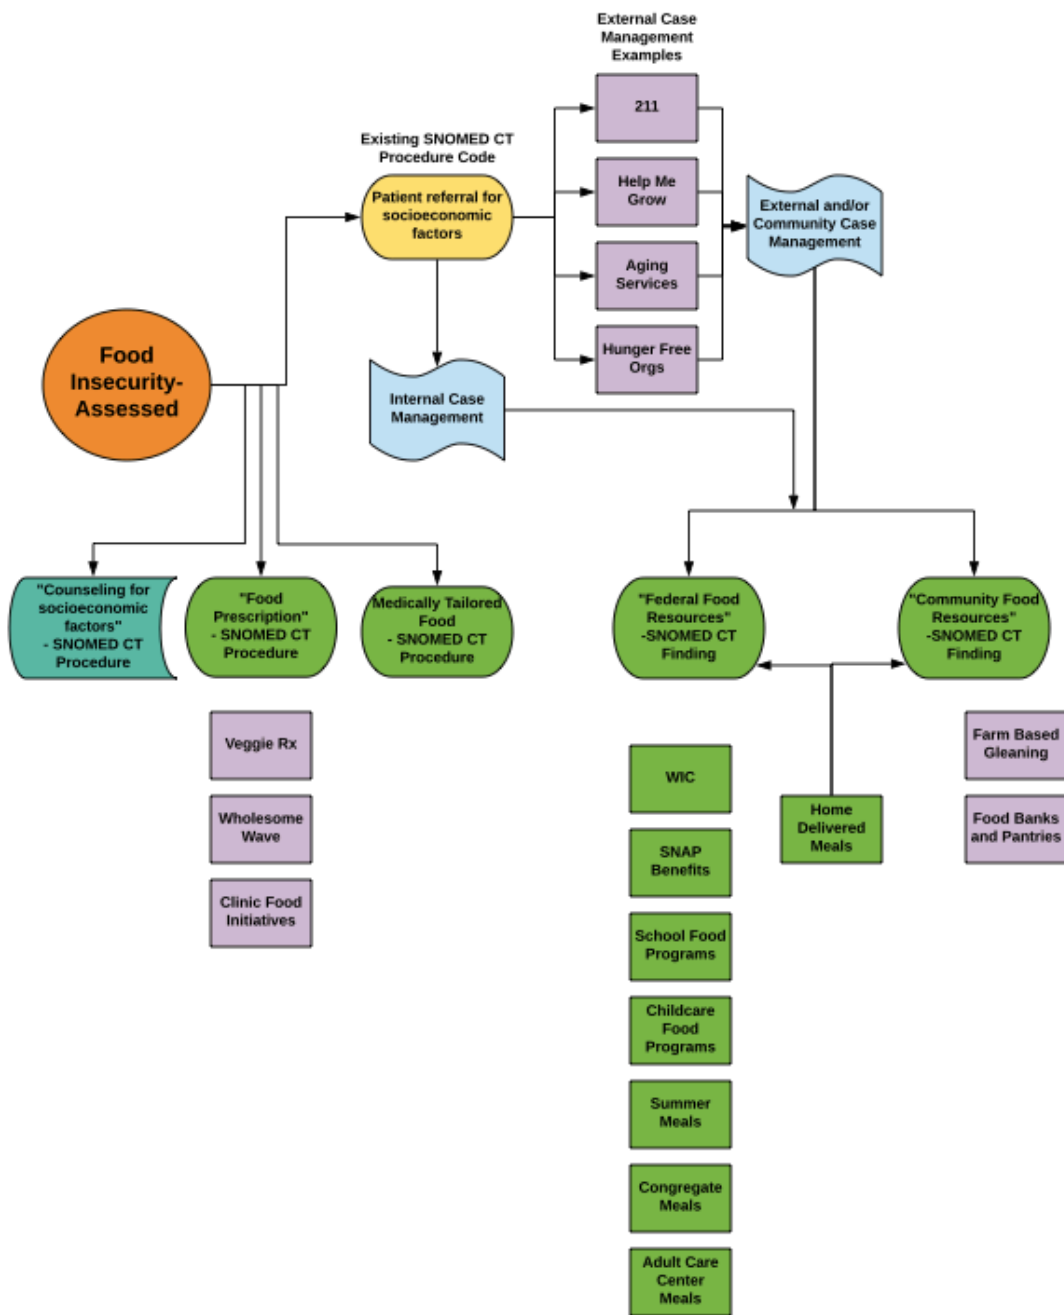 External Case
Management
Examples
211
Existing SNOMED CT
Procedure Code
Patient referral for
socioeconomic
factors
Help Me
Grow
External and/or
Community Case
Management
Aging
Services
Hunger Free
Orgs
Food
Insecurity-
Assessed
Internal Case
Management
"Counseling for
socioeconomic
factors"
- SNOMED CT
Procedure
"Food
Prescription"
- SNOMED CT
Procedure
Medically Tailored
Food
- SNOMED CT
Procedure
"Federal Food
Resources"
-SNOMED CT
Finding
"Community Food
Resources"
-SNOMED CT
Finding
Veggie Rx
Wholesome
Wave
Clinic Food
Initiatives
WIC
SNAP
Benefits
School Food
Programs
Childcare
Food
Programs
Summer
Meals
Congregate
Meals
Adult Care
Center
Meals
Home
Delivered
Meals
Farm Based
Gleaning
Food Banks
and Pantries